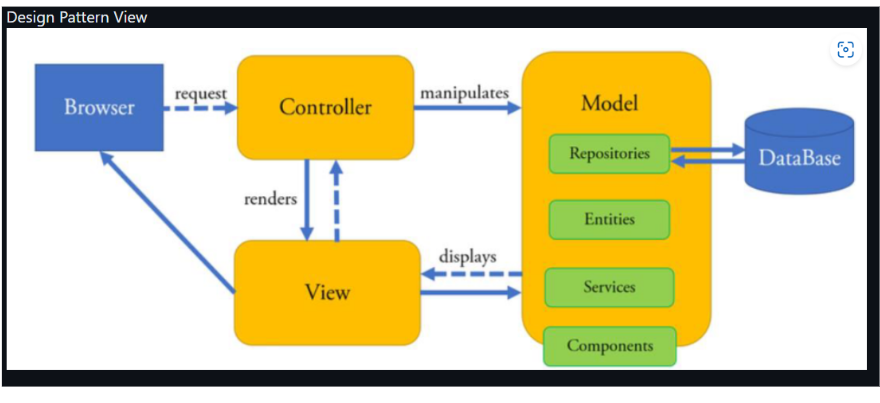 Design Pattern View
Browser
request
Controller
manipulates
Model
Repositories
DataBase
renders
Entities
displays
View
Services
Components